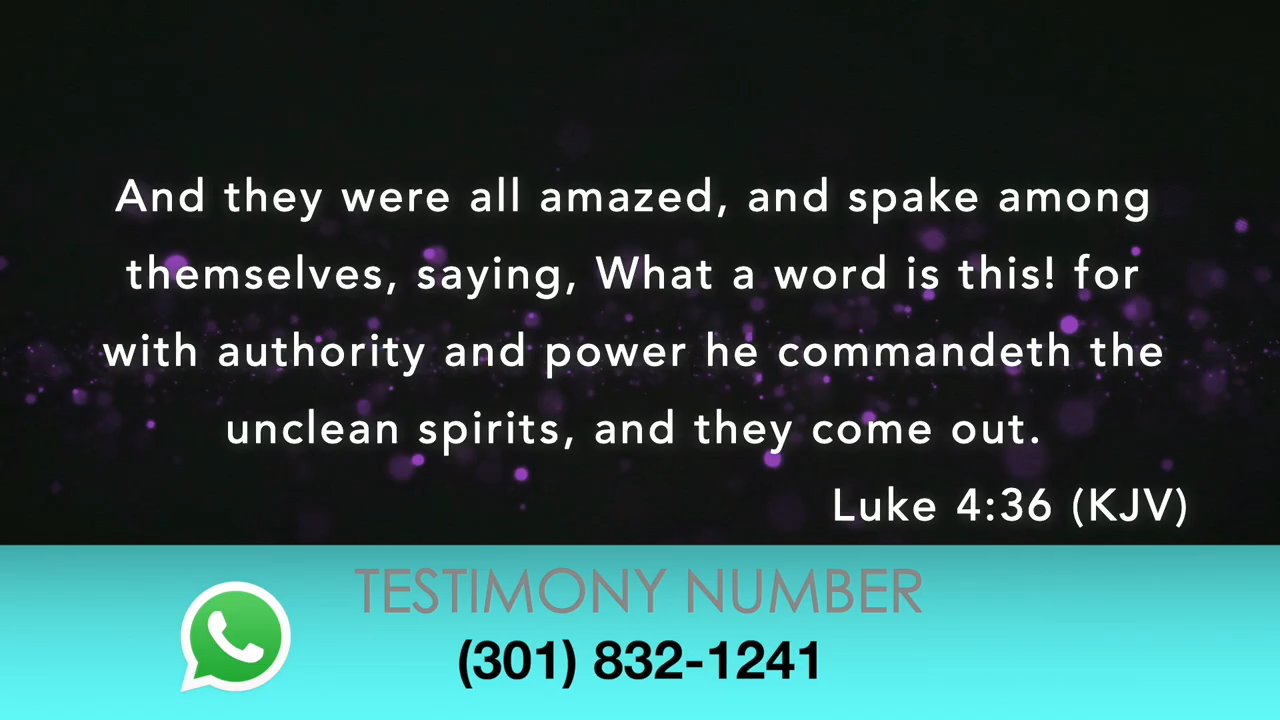 And they were all amazed, and spake among
themselves, saying, What a word is this! for
with authority and power he commandeth the
unclean spirits, and they come out.
Luke 4:36 (KJV)
TESTIMONY NUMBER
(301) 832-1241